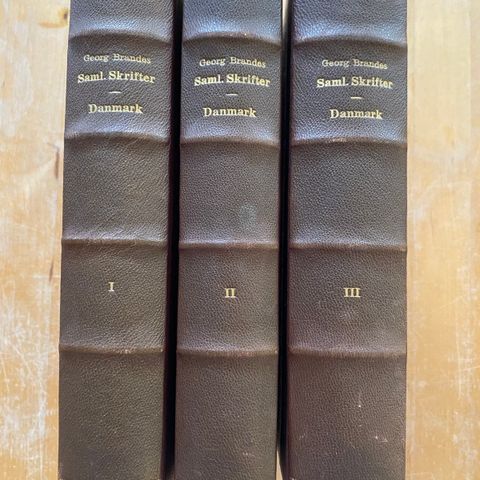 Georg Brandes
Saml. Skrifter
Danmark
I
Georg Brandes
Saml. Skrifter
Danmark
II
Georg Brandes
Saml. Skrifter
Danmark
III